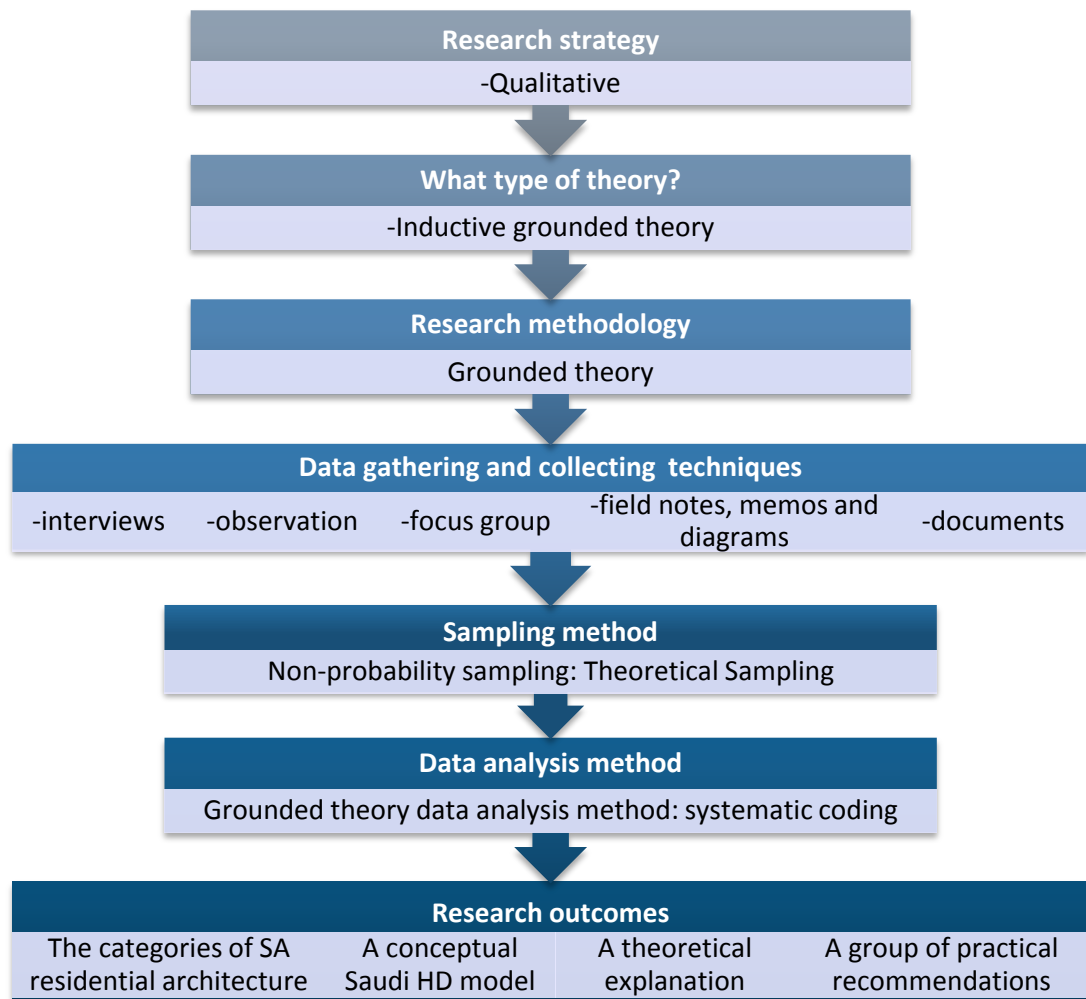 Research strategy
-Qualitative
What type of theory?
-Inductive grounded theory
Research methodology
Grounded theory
Data gathering and collecting techniques
-interviews -observation -focus group -field notes, memos and diagrams -documents
Sampling method
Non-probability sampling: Theoretical Sampling
Data analysis method
Grounded theory data analysis method: systematic coding
Research outcomes
The categories of SA
residential architecture
A conceptual
Saudi HD model
A theoretical
explanation
A group of practical
recommendations